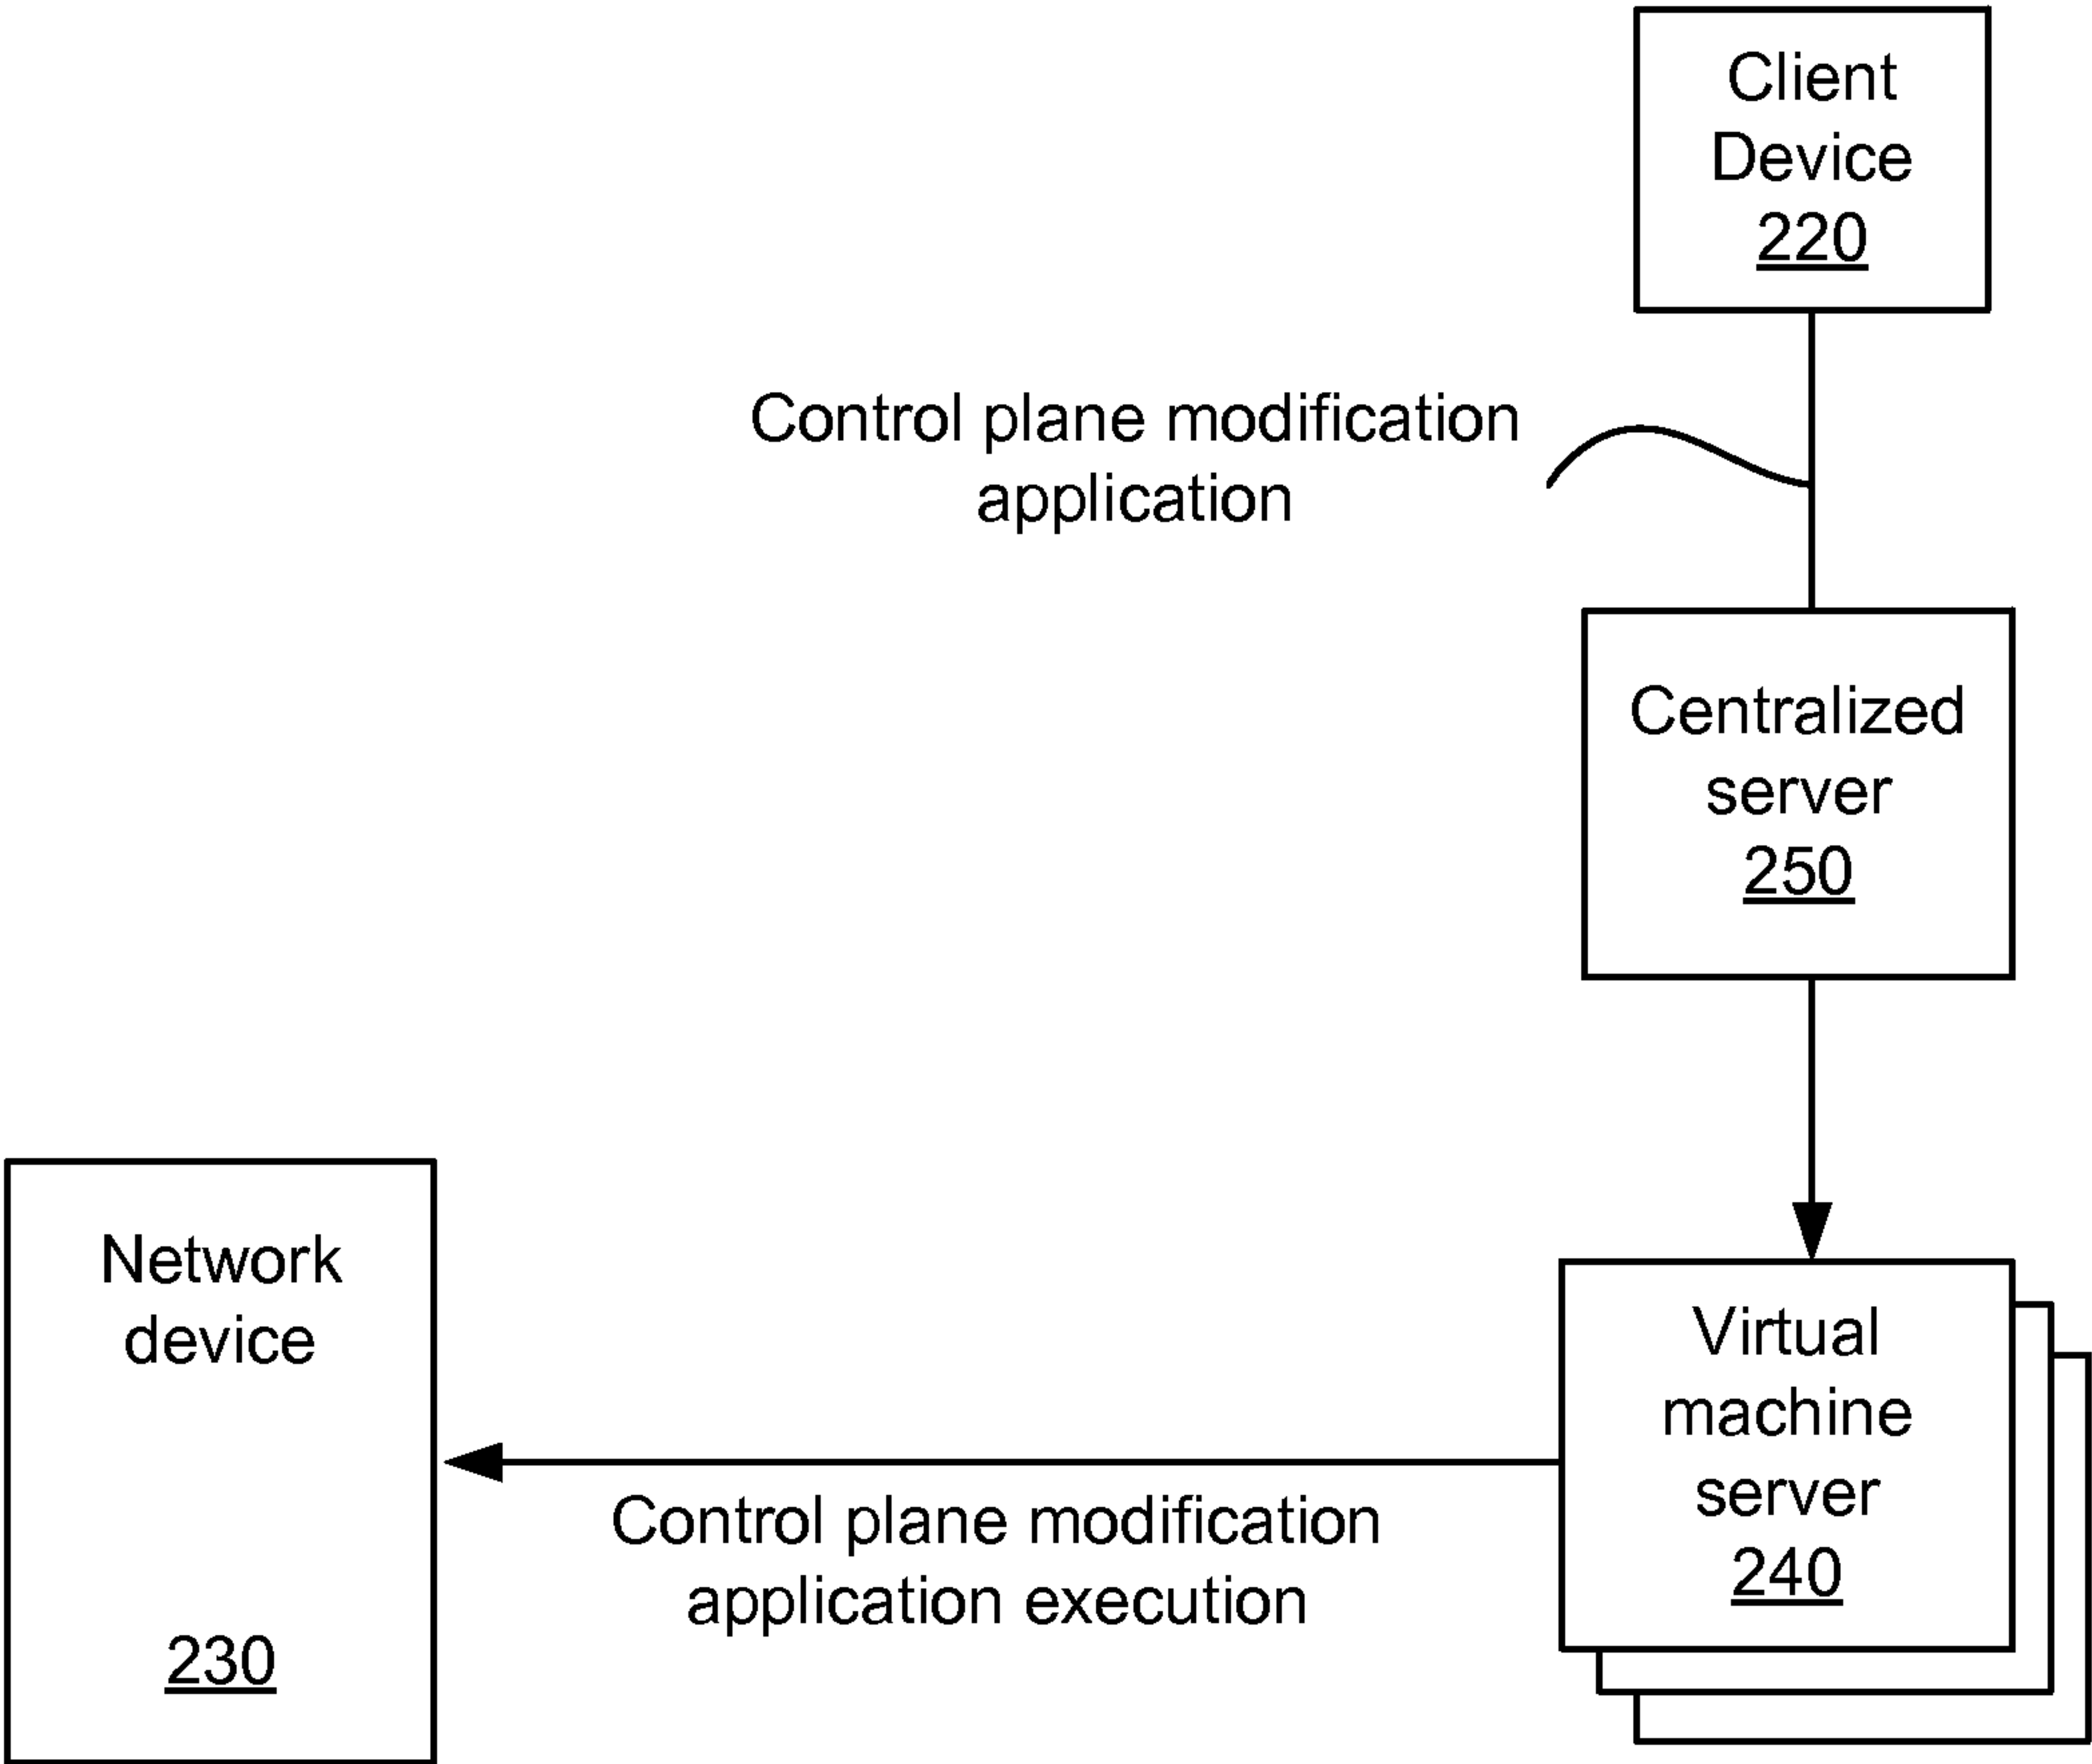 Client
Device
220
Control plane modification
application
Centralized
server
250
Network
device
230
Virtual
machine
server
240
Control plane modification
application execution